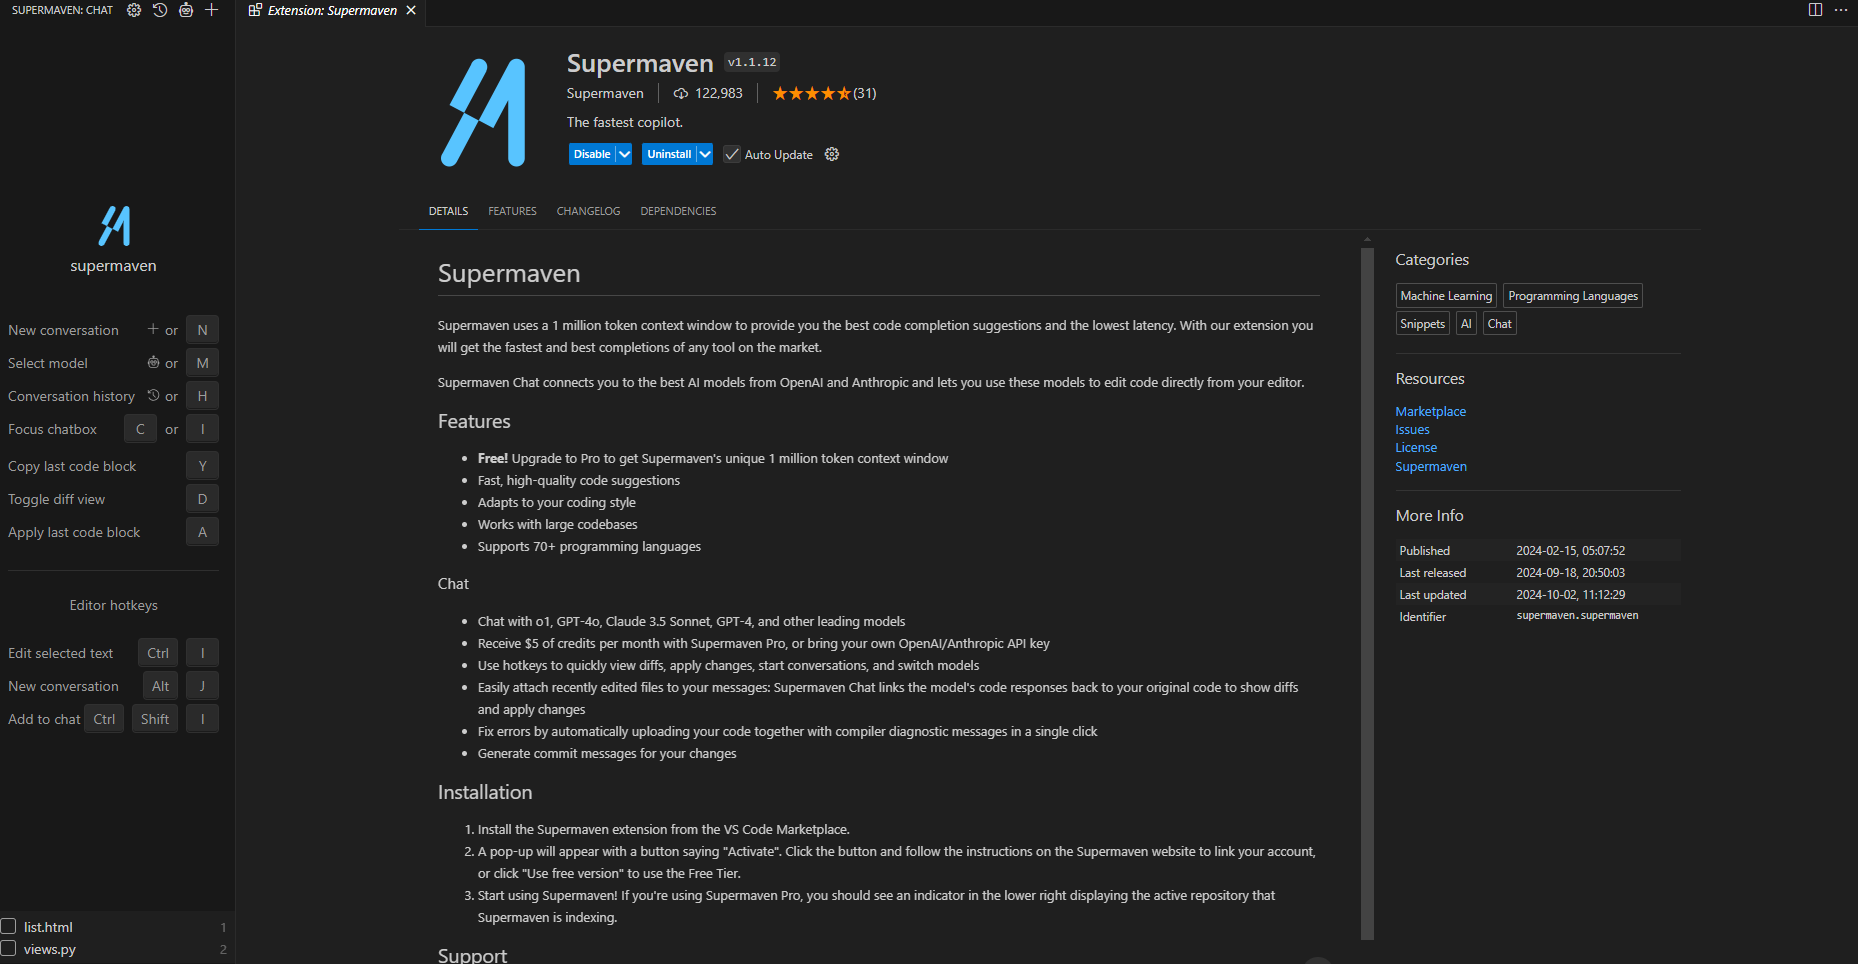 SUPERMAVEN: CHAT
supermaven
New conversation + or N
Select model or M
Conversation history or H
Focus chatbox C or I
Copy last code block Y
Toggle diff view D
Apply last code block A
Editor hotkeys
Edit selected text Ctrl I
New conversation Alt J
Add to chat Ctrl Shift I
list.html 1
views.py 2
Extension: Supermaven
Supermaven v1.1.12
Supermaven 122,983 (31)
The fastest copilot.
Disable Uninstall Auto Update
DETAILS FEATURES CHANGELOG DEPENDENCIES
Supermaven
Supermaven uses a 1 million token context window to provide you the best code completion suggestions and the lowest latency. With our extension you
will get the fastest and best completions of any tool on the market.
Supermaven Chat connects you to the best AI models from OpenAI and Anthropic and lets you use these models to edit code directly from your editor.
Features
• Free! Upgrade to Pro to get Supermaven's unique 1 million token context window
• Fast, high-quality code suggestions
• Adapts to your coding style
• Works with large codebases
• Supports 70+ programming languages
Chat
• Chat with o1, GPT-4o, Claude 3.5 Sonnet, GPT-4, and other leading models
• Receive $5 of credits per month with Supermaven Pro, or bring your own OpenAI/Anthropic API key
• Use hotkeys to quickly view diffs, apply changes, start conversations, and switch models
• Easily attach recently edited files to your messages: Supermaven Chat links the model's code responses back to your original code to show diffs
and apply changes
• Fix errors by automatically uploading your code together with compiler diagnostic messages in a single click
• Generate commit messages for your changes
Installation
1. Install the Supermaven extension from the VS Code Marketplace.
2. A pop-up will appear with a button saying "Activate". Click the button and follow the instructions on the Supermaven website to link your account,
or click "Use free version" to use the Free Tier.
3. Start using Supermaven! If you're using Supermaven Pro, you should see an indicator in the lower right displaying the active repository that
Supermaven is indexing.
Support
Categories
Machine Learning Programming Languages
Snippets AI Chat
Resources
Marketplace
Issues
License
Supermaven
More Info
Published 2024-02-15, 05:07:52
Last released 2024-09-18, 20:50:03
Last updated 2024-10-02, 11:12:29
Identifier supermaven.supermaven